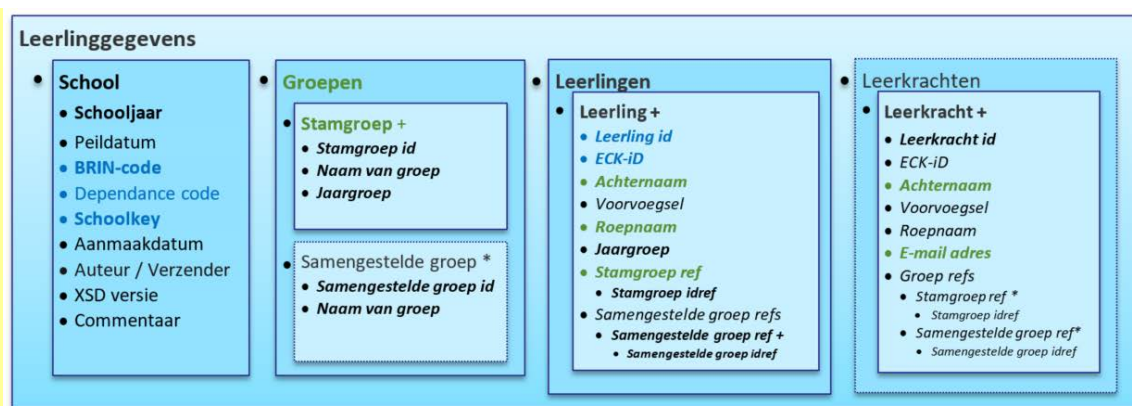 Leerlinggegevens
School
Schooljaar
Peildatum
BRIN-code
Dependance code
Schoolkey
Aanmaakdatum
Auteur / Verzender
XSD versie
Commentaar
Groepen
Stamgroep +
Stamgroep id
Naam van groep
Jaargroep
Samengestelde groep *
Samengestelde groep id
Naam van groep
Leerlingen
Leerling +
Leerling id
ECK-iD
Achternaam
Voorvoegsel
Roepnaam
Jaargroep
Stamgroep ref
Stamgroep idref
Samengestelde groep refs
Samengestelde groep ref +
Samengestelde groep idref
Leerkrachten
Leerkracht +
Leerkracht id
ECK-iD
Achternaam
Voorvoegsel
Roepnaam
E-mail adres
Groep refs
Stamgroep ref *
Stamgroep idref
Samengestelde groep ref*
Samengestelde groep idref